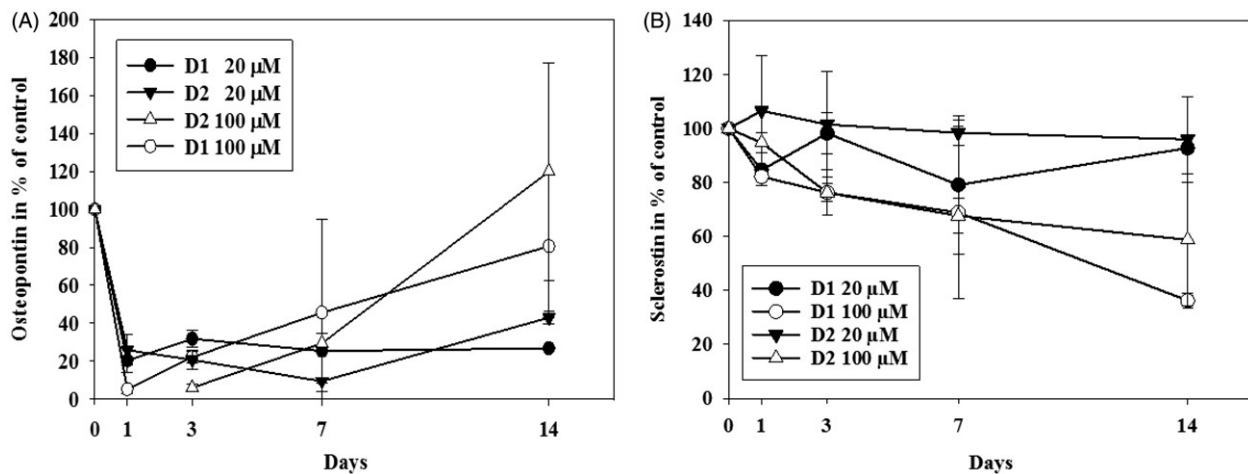 (A)
Osteopontin in % of control
200
180
160
140
120
100
80
60
40
20
0
D1 20 µM
D2 20 µM
D2 100 µM
D1 100 µM
0 1 3 7 14
Days
(B)
Sclerostin in % of control
140
120
100
80
60
40
20
0
D1 20 µM
D1 100 µM
D2 20 µM
D2 100 µM
0 1 3 7 14
Days